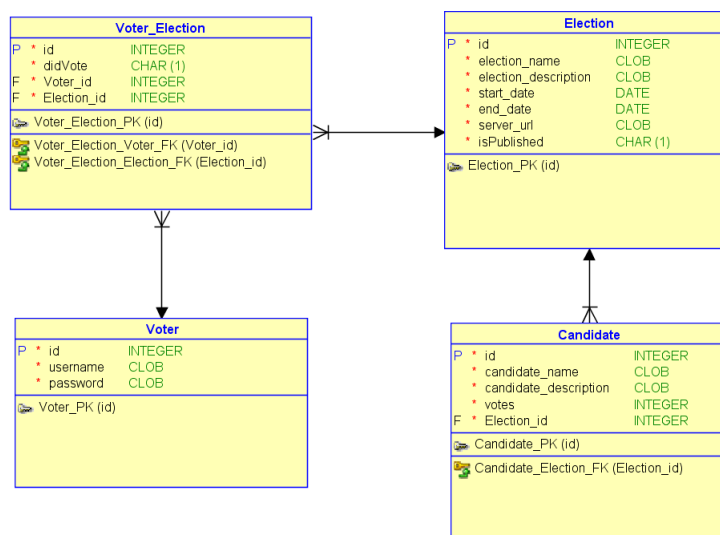 Voter_Election
P * id INTEGER
* didVote CHAR (1)
F * Voter_id INTEGER
F * Election_id INTEGER
Voter_Election_PK (id)
Voter_Election_Voter_FK (Voter_id)
Voter_Election_Election_FK (Election_id)
Election
P * id INTEGER
* election_name CLOB
* election_description CLOB
* start_date DATE
* end_date DATE
* server_url CLOB
* isPublished CHAR (1)
Election_PK (id)
Voter
P * id INTEGER
* username CLOB
* password CLOB
Voter_PK (id)
Candidate
P * id INTEGER
* candidate_name CLOB
* candidate_description CLOB
* votes INTEGER
F * Election_id INTEGER
Candidate_PK (id)
Candidate_Election_FK (Election_id)